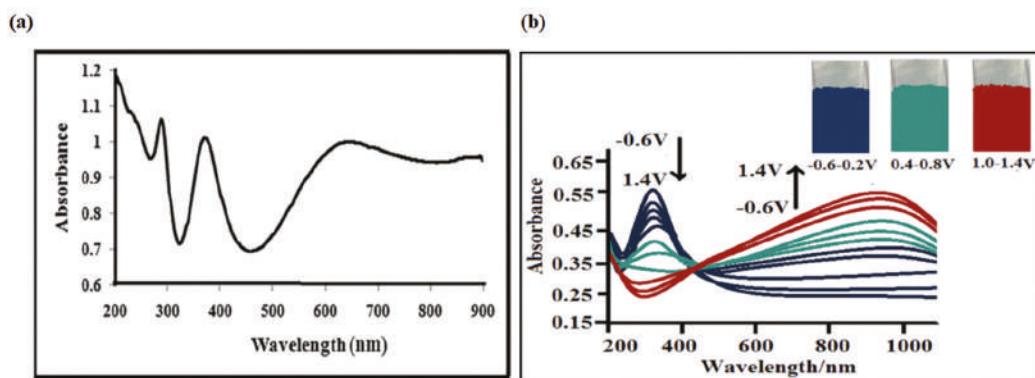 (a)
(b)
1.2
1.1
1
0.9
0.8
0.7
0.6
Absorbance
200 300 400 500 600 700 800 900
Wavelength (nm)
-0.6-0.2V 0.4-0.8V 1.0-1.4V
-0.6V
1.4V
1.4V
-0.6V
0.65
0.55
0.45
0.35
0.25
0.15
Absorbance
200 400 600 800 1000
Wavelength/nm